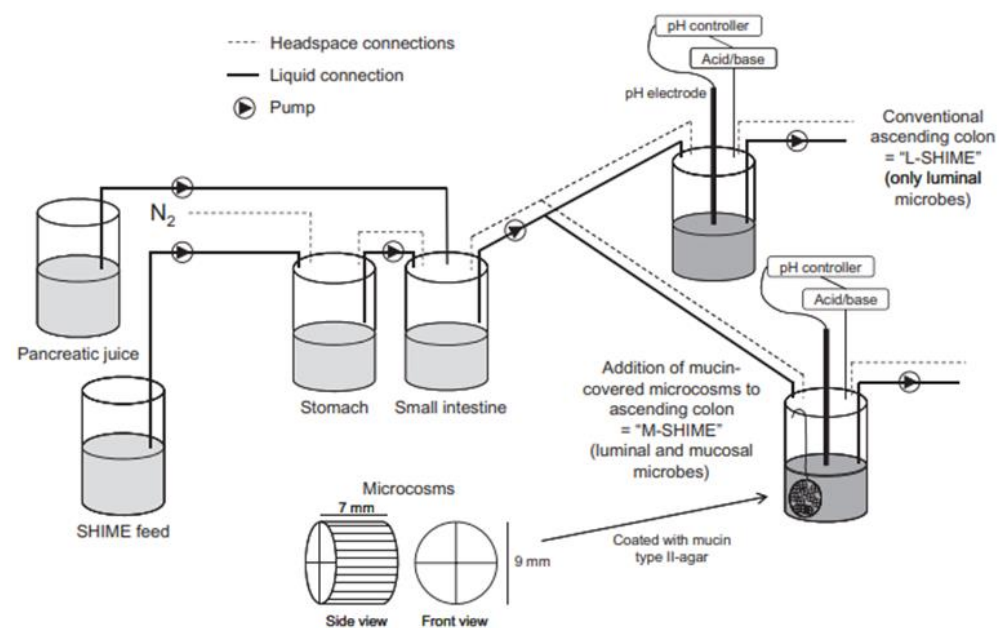 Headspace connections
Liquid connection
Pump
pH controller
Acid/base
pH electrode
Conventional
ascending colon
= "L-SHIME"
(only luminal
microbes)
N2
Pancreatic juice
Stomach
Small intestine
SHIME feed
pH controller
Acid/base
Addition of mucin-
covered microcosms to
ascending colon
= "M-SHIME"
(luminal and mucosal
microbes)
Microcosms
7 mm
9 mm
Coated with mucin
type II-agar
Side view
Front view